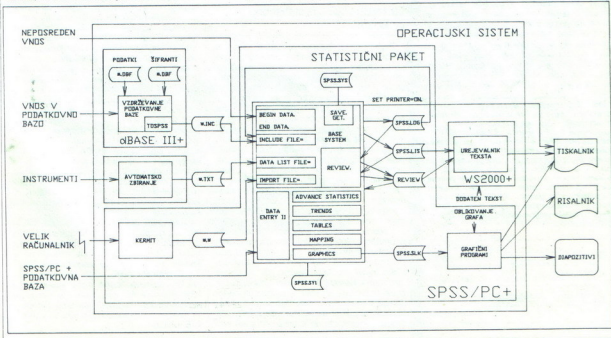 OPERACIJSKI SISTEM
STATISTIČNI PAKET
NEPOSREDEN
VNOS
VNOS V
PODATKOVNO
BAZO
INSTRUMENTI
VELIK
RAČUNALNIK
SPSS/PC +
PODATKOVNA
BAZA
PODATKI
ŠIFRANTI
*.DBF
*.DBF
VZDRŽEVANJE
PODATKOVNE
BAZE
TOSPSS
dBASE III+
*.INC
AVTOMATSKO
ZBIRANJE
*.TXT
KERMIT
*.*
SPSS.SYS
BEGIN DATA.
END DATA.
SAVE.
GET.
BASE
SYSTEM
INCLUDE FILE=
DATA LIST FILE=
REVIEW.
IMPORT FILE=
DATA
ENTRY II
ADVANCE STATISTICS
TRENDS
TABLES
MAPPING
GRAPHICS
SPSS.SY1
SET PRINTER=ON.
SPSS.LOG
SPSS.LIS
REVIEW
SPSS.SLK
UREJEVALNIK
TEKSTA
WS2000+
DODATEN TEKST
OBLIKOVANJE
GRAFA
GRAFIČNI
PROGRAMI
SPSS/PC+
TISKALNIK
RISALNIK
DIAPOZITIVI